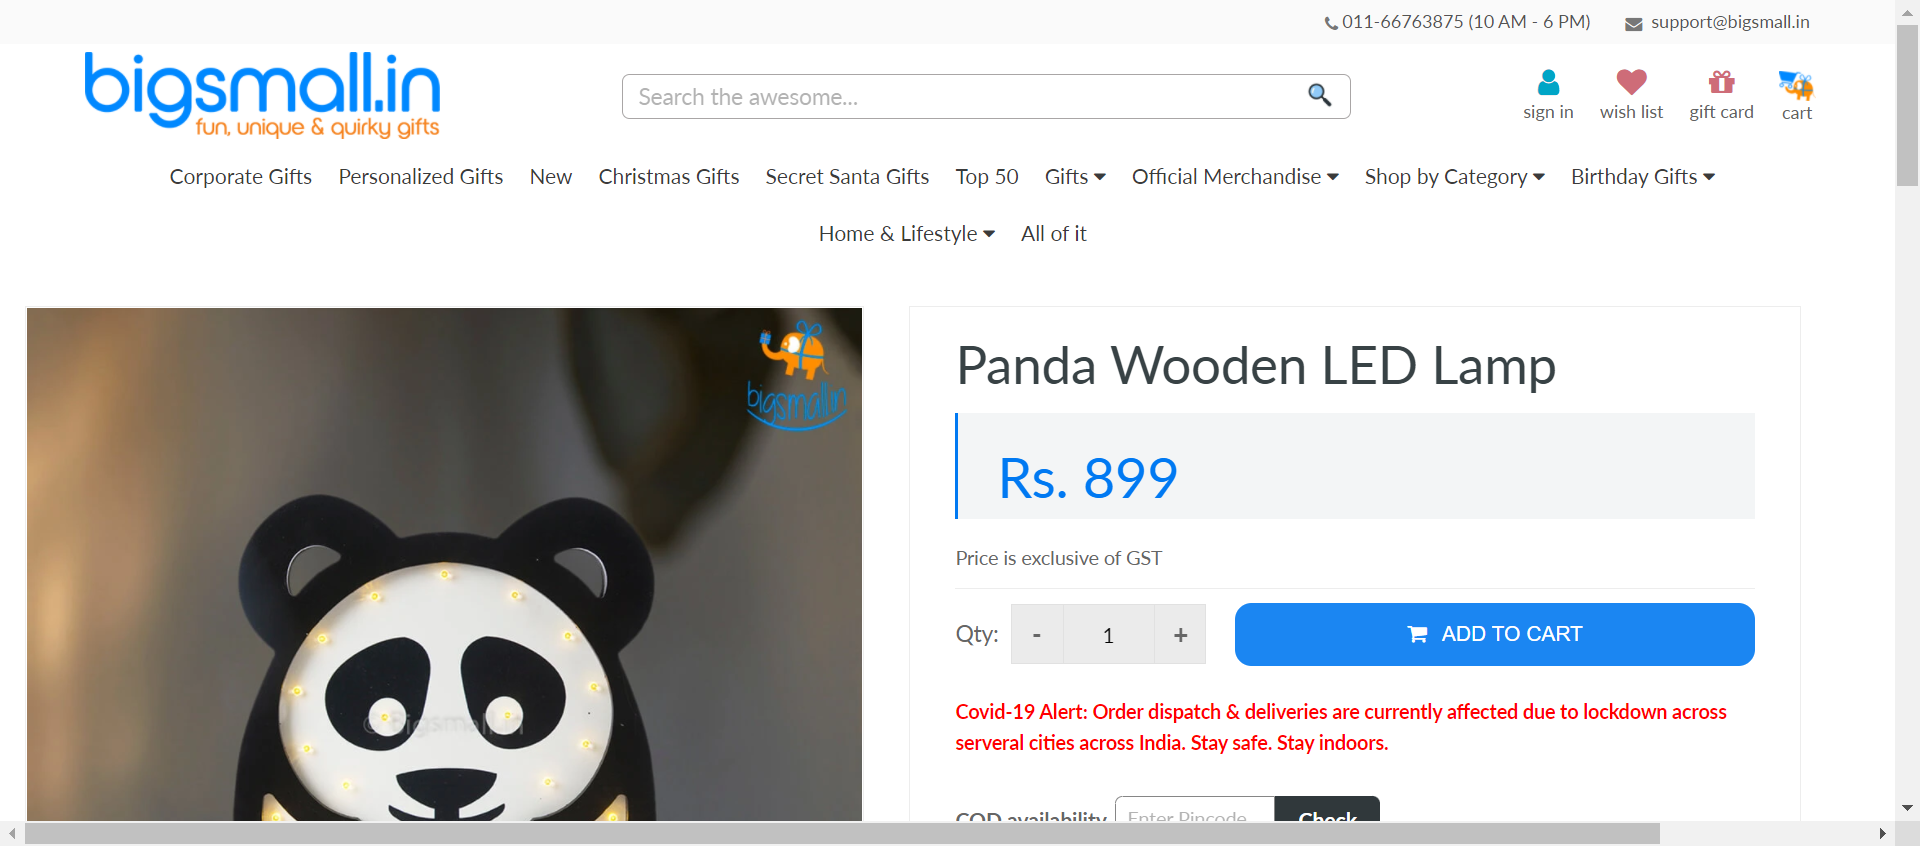 011-66763875 (10 AM - 6 PM) support@bigsmall.in
bigsmall.in
fun, unique & quirky gifts
Search the awesome...
sign in wish list gift card cart
Corporate Gifts Personalized Gifts New Christmas Gifts Secret Santa Gifts Top 50 Gifts Official Merchandise Shop by Category Birthday Gifts
Home & Lifestyle All of it
bigsmall.in
© Bigsmall.in
Panda Wooden LED Lamp
Rs. 899
Price is exclusive of GST
Qty: - 1 + ADD TO CART
Covid-19 Alert: Order dispatch & deliveries are currently affected due to lockdown across
serveral cities across India. Stay safe. Stay indoors.
COD availability Enter Pincode Check